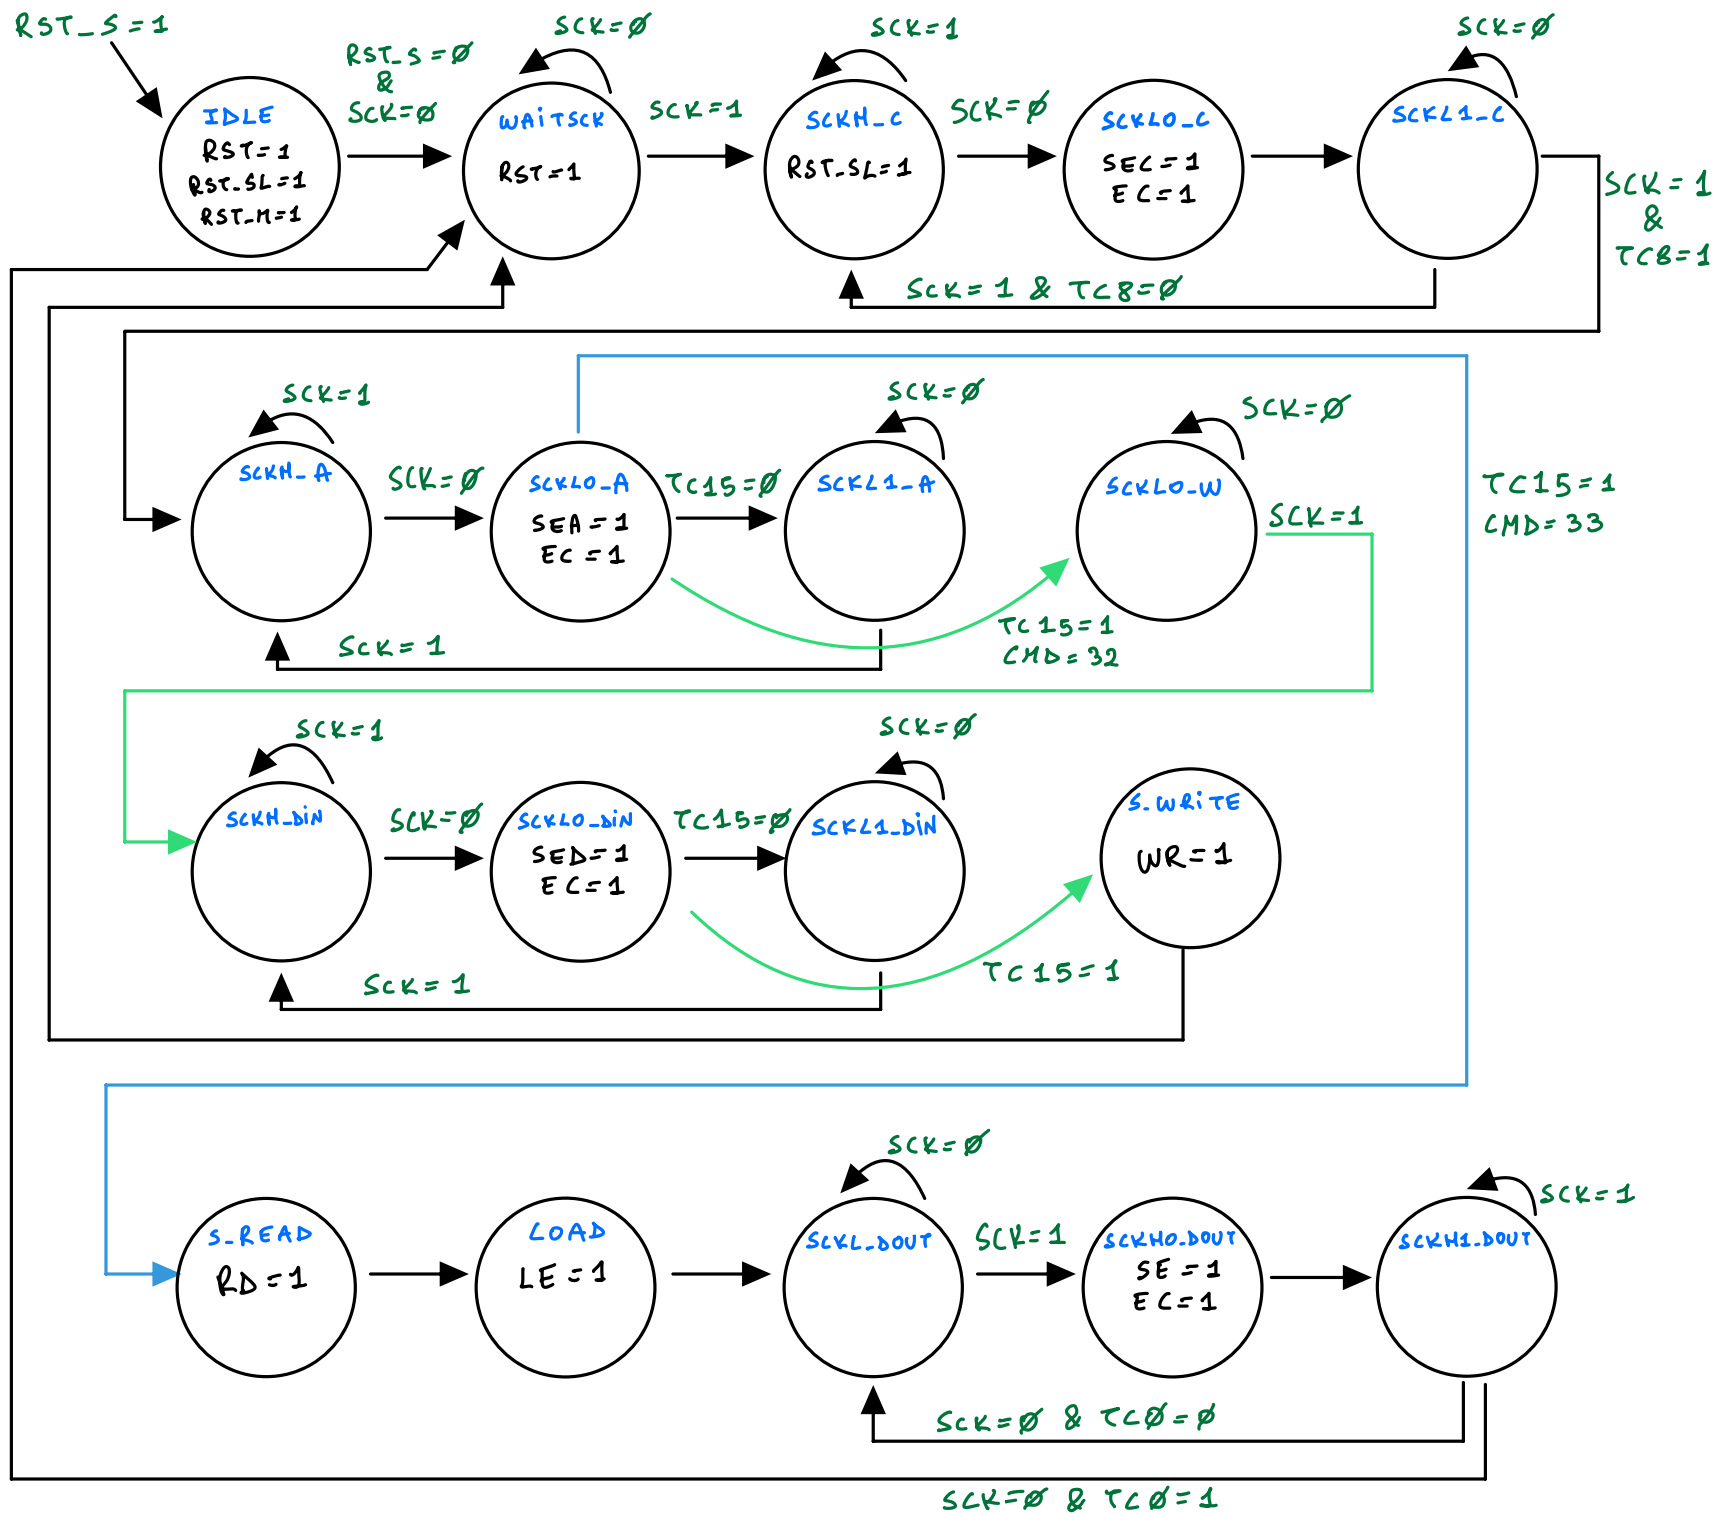 RST_S=1
RST_S=Ø
&
SCK=Ø
SCK=Ø
SCK=1
SCK=1
SCK=Ø
SCK=Ø
IDLE
RST=1
RST_SL=1
RST_M=1
WAiTSCK
RST=1
SCKH_C
RST_SL=1
SCKL0_C
SEC=1
EC=1
SCKL1_C
SCK=1
&
TC8=1
SCK=1 & TC8=Ø
SCK=1
SCK=Ø
SCK=Ø
SCKH_A
SCK=Ø
SCKL0_A
SEA=1
EC=1
TC15=Ø
SCKL1_A
SCKL0_W
SCK=1
TC15=1
CMD=33
SCK=1
TC15=1
CMD=32
SCK=1
SCK=Ø
SCKH_DiN
SCK=Ø
SCKL0_DiN
SED=1
EC=1
TC15=Ø
SCKL1_DiN
S_WRiTE
WR=1
SCK=1
TC15=1
SCK=Ø
SCK=1
S_READ
RD=1
LOAD
LE=1
SCKL_DOUT
SCK=1
SCKH0_DOUT
SE=1
EC=1
SCKH1_DOUT
SCK=Ø & TCØ=Ø
SCK=Ø & TCØ=1